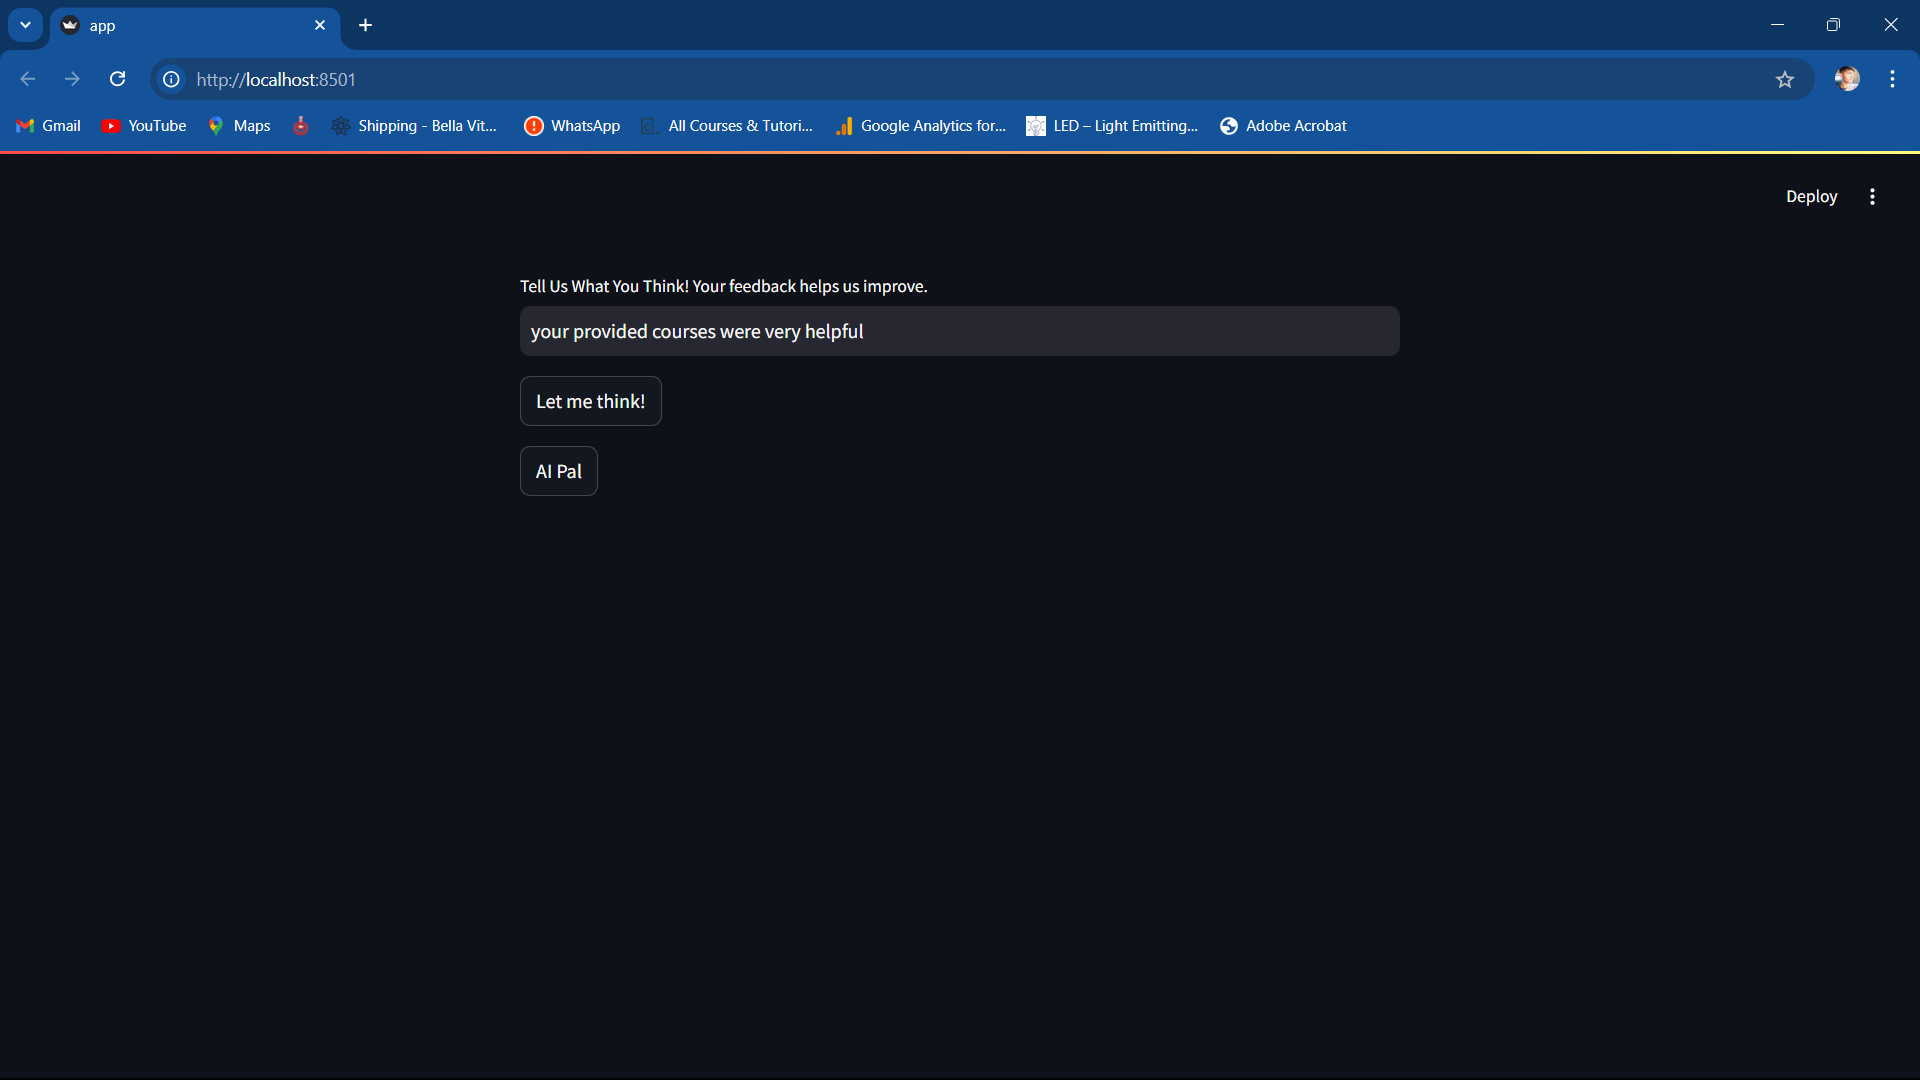 app
http://localhost:8501
Gmail YouTube Maps Shipping - Bella Vit... WhatsApp All Courses & Tutori... Google Analytics for... LED – Light Emitting... Adobe Acrobat
Deploy
Tell Us What You Think! Your feedback helps us improve.
your provided courses were very helpful
Let me think!
AI Pal